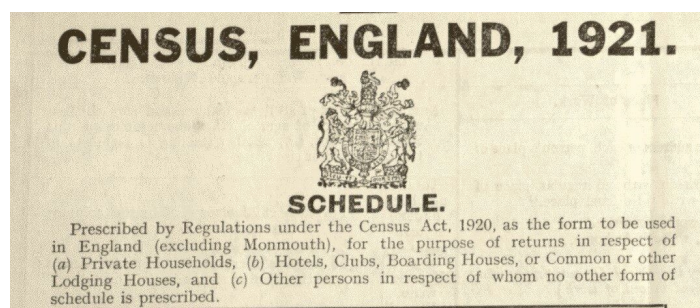 CENSUS, ENGLAND, 1921.
SCHEDULE.
Prescribed by Regulations under the Census Act, 1920, as the form to be used
in England (excluding Monmouth), for the purpose of returns in respect of
(a) Private Households, (b) Hotels, Clubs, Boarding Houses, or Common or other
Lodging Houses, and (c) Other persons in respect of whom no other form of
schedule is prescribed.